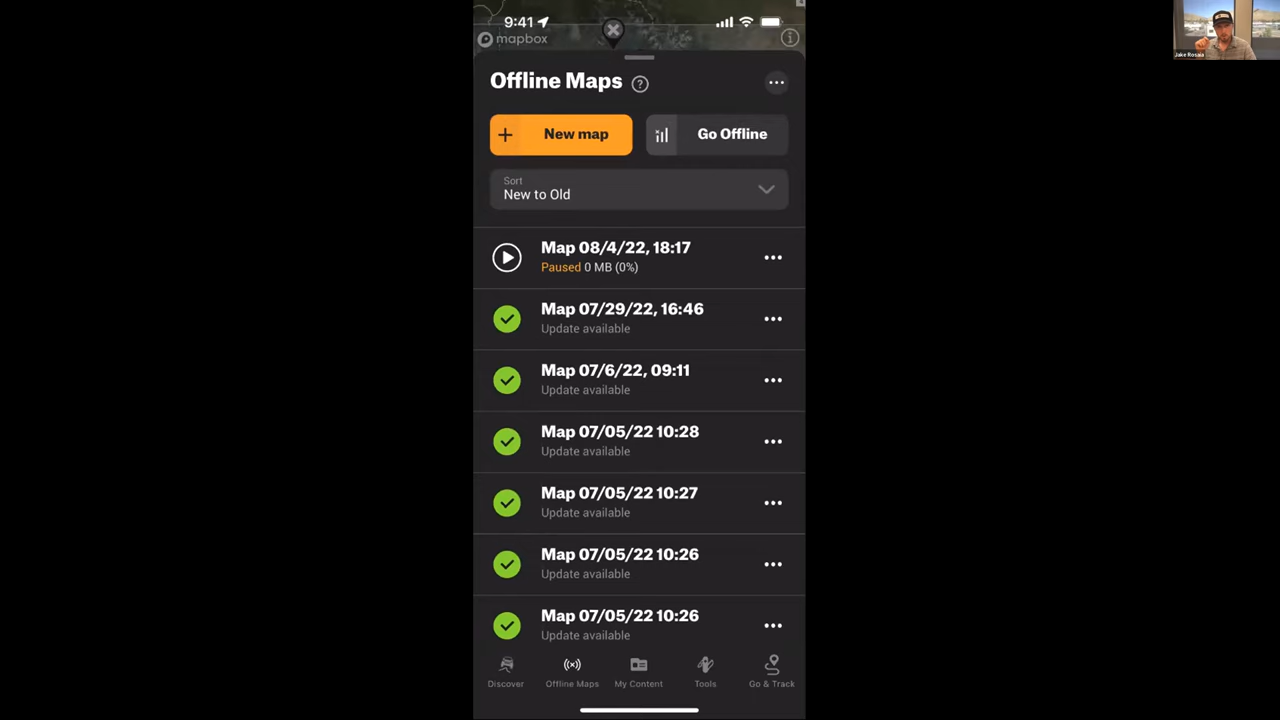 9:41
mapbox
Offline Maps
New map
Go Offline
Sort
New to Old
Map 08/4/22, 18:17
Paused 0 MB (0%)
Map 07/29/22, 16:46
Update available
Map 07/6/22, 09:11
Update available
Map 07/05/22 10:28
Update available
Map 07/05/22 10:27
Update available
Map 07/05/22 10:26
Update available
Map 07/05/22 10:26
Update available
Discover
Offline Maps
My Content
Tools
Go & Track
Jake Rosaia